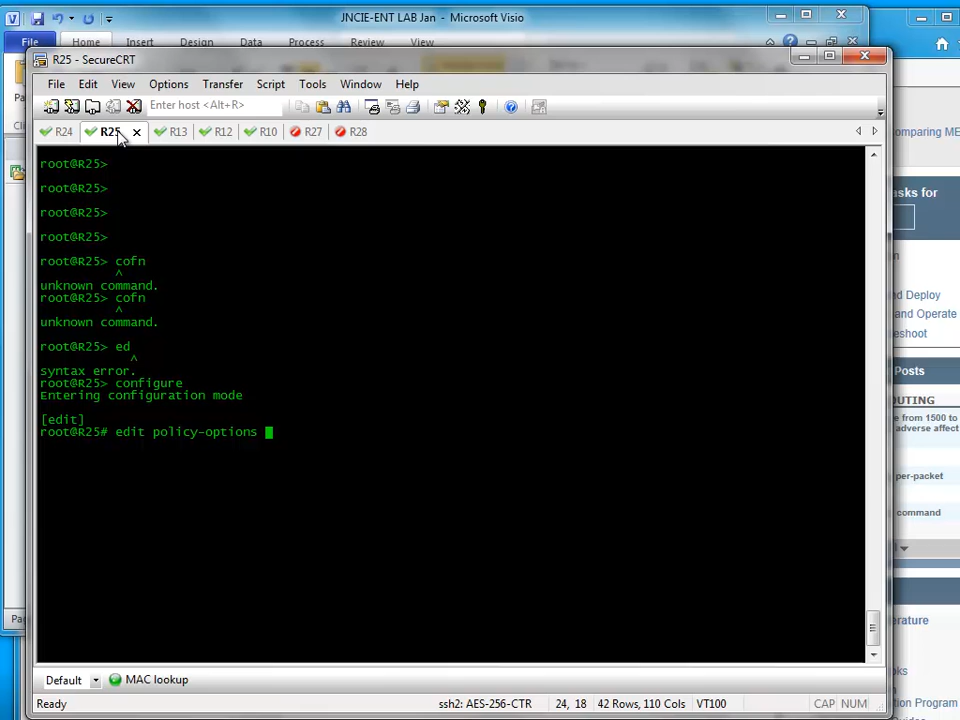 JNCIE-ENT LAB Jan - Microsoft Visio
File Home Insert Design Data Process Review View
R25 - SecureCRT
File Edit View Options Transfer Script Tools Window Help
Enter host <Alt+R>
R24 R25 R13 R12 R10 R27 R28
root@R25>
root@R25>
root@R25>
root@R25>
root@R25> cofn
^
unknown command.
root@R25> cofn
^
unknown command.
root@R25> ed
^
syntax error.
root@R25> configure
Entering configuration mode
[edit]
root@R25# edit policy-options
Default MAC lookup
Ready ssh2: AES-256-CTR 24, 18 42 Rows, 110 Cols VT100 CAP NUM
omparing ME
asks for
and Deploy
and Operate
eshoot
Posts
OUTING
e from 1500 to
adverse affect
per-packet
command
erature
oks
ion Program